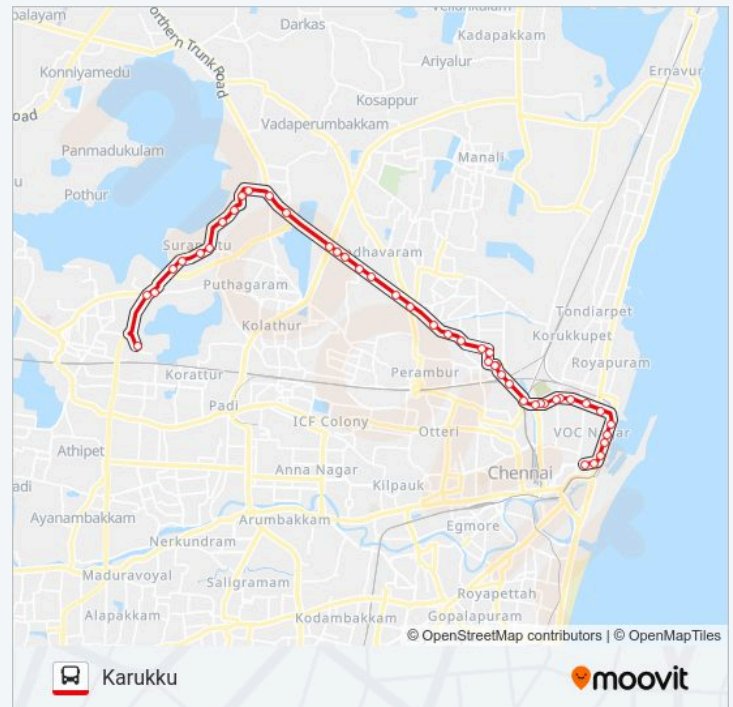 palayam
Northern Trunk Road
Konniyamedu
oad
Panmadukulam
Pothur
Darkas
Kadapakkam
Ariyalur
Kosappur
Ernavur
Vadaperumbakkam
Manali
Puthagaram
Kolathur
Tondiarpet
Korukkupet
Royapuram
Korattur
Perambur
Padi
ICF Colony
Otteri
Athipet
Anna Nagar
Kilpauk
Chennai
Ayanambakkam
Arumbakkam
Egmore
Nerkundram
Maduravoyal
Saligramam
Royapettah
Alapakkam
Kodambakkam
Gopalapuram
© OpenStreetMap contributors | © OpenMapTiles
Karukku
moovit